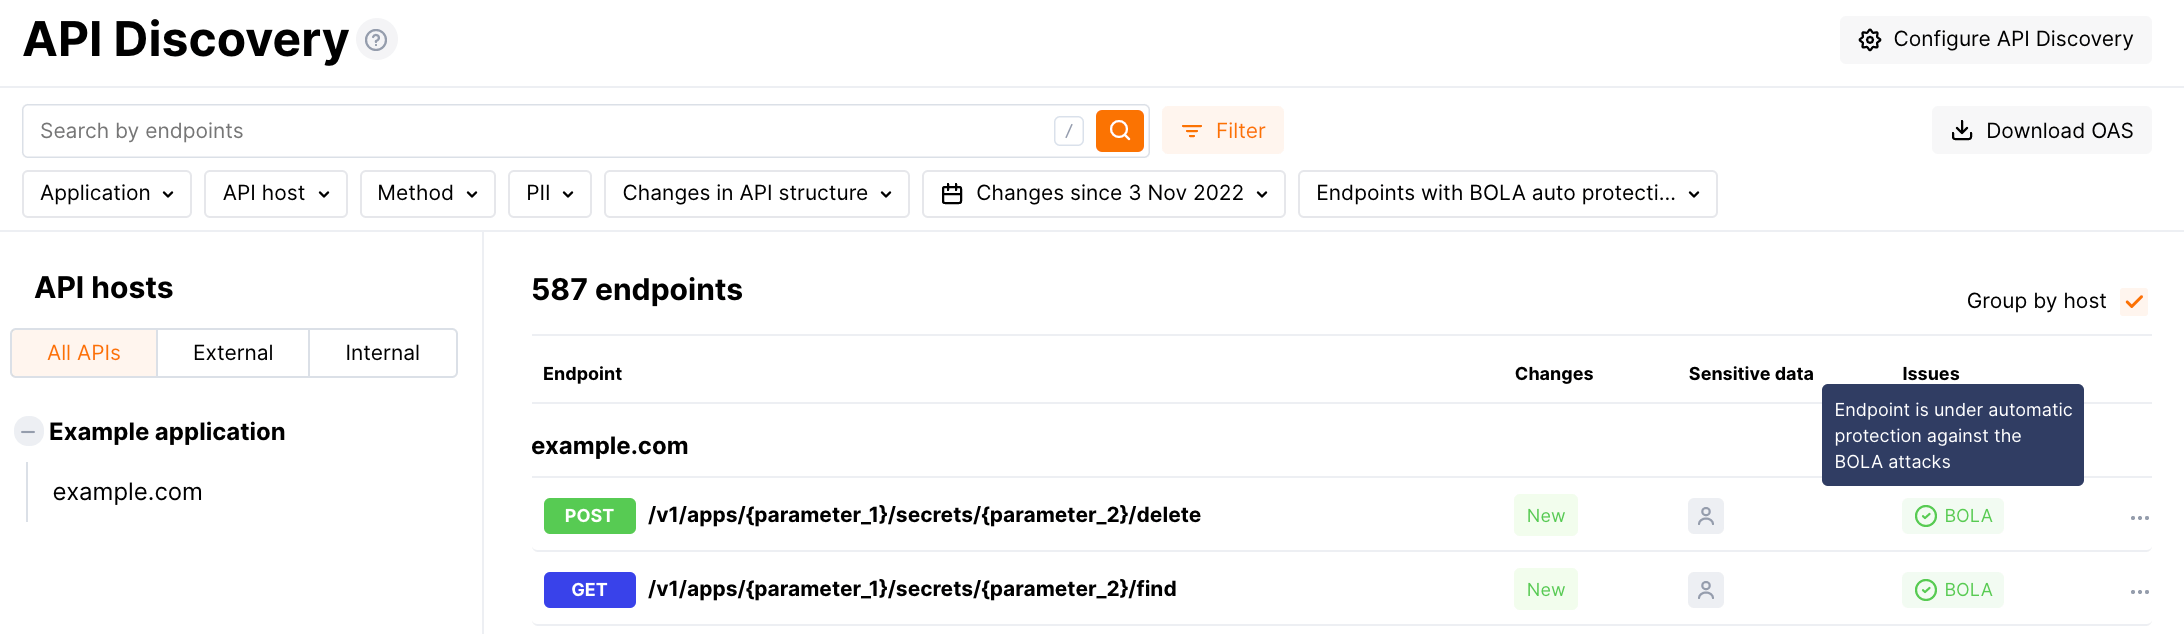 API Discovery ?
Configure API Discovery
Search by endpoints /
Filter
Download OAS
Application
API host
Method
PII
Changes in API structure
Changes since 3 Nov 2022
Endpoints with BOLA auto protecti...
API hosts
All APIs
External
Internal
Example application
example.com
587 endpoints
Group by host
Endpoint
Changes
Sensitive data
Issues
Endpoint is under automatic
protection against the
BOLA attacks
example.com
POST /v1/apps/{parameter_1}/secrets/{parameter_2}/delete New BOLA ...
GET /v1/apps/{parameter_1}/secrets/{parameter_2}/find New BOLA ...